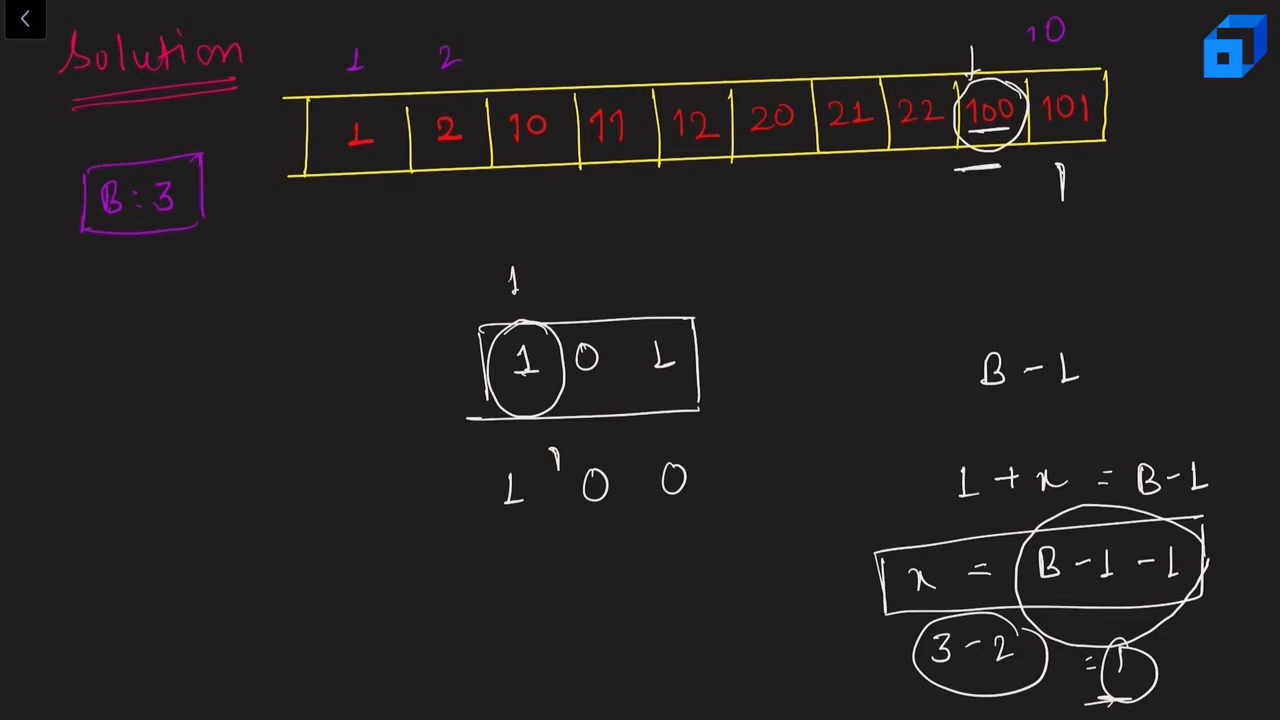 Solution
1 2 10
1
1 2 10 11 12 20 21 22 100 101
B : 3
1
1
1 0 1
B - 1
1 0 0
1 + x = B - 1
x = B - 1 - 1
3 - 2 = 1